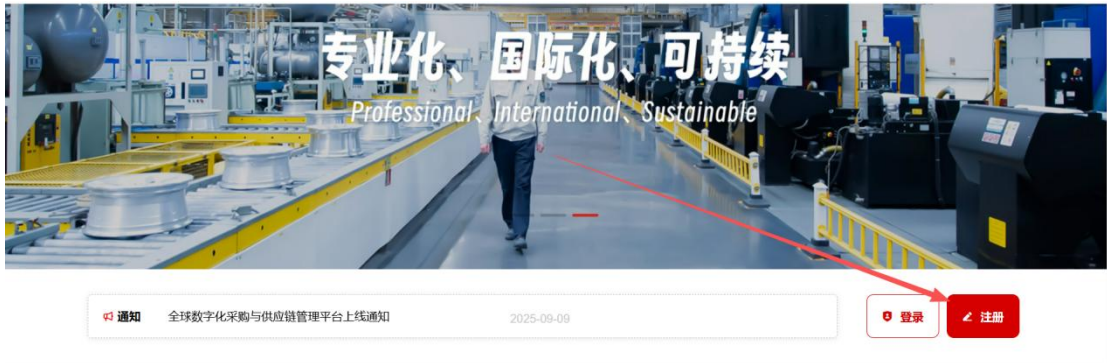 专业化、国际化、可持续
Professional、International、Sustainable
通知 全球数字化采购与供应链管理平台上线通知 2025-09-09
登录 注册